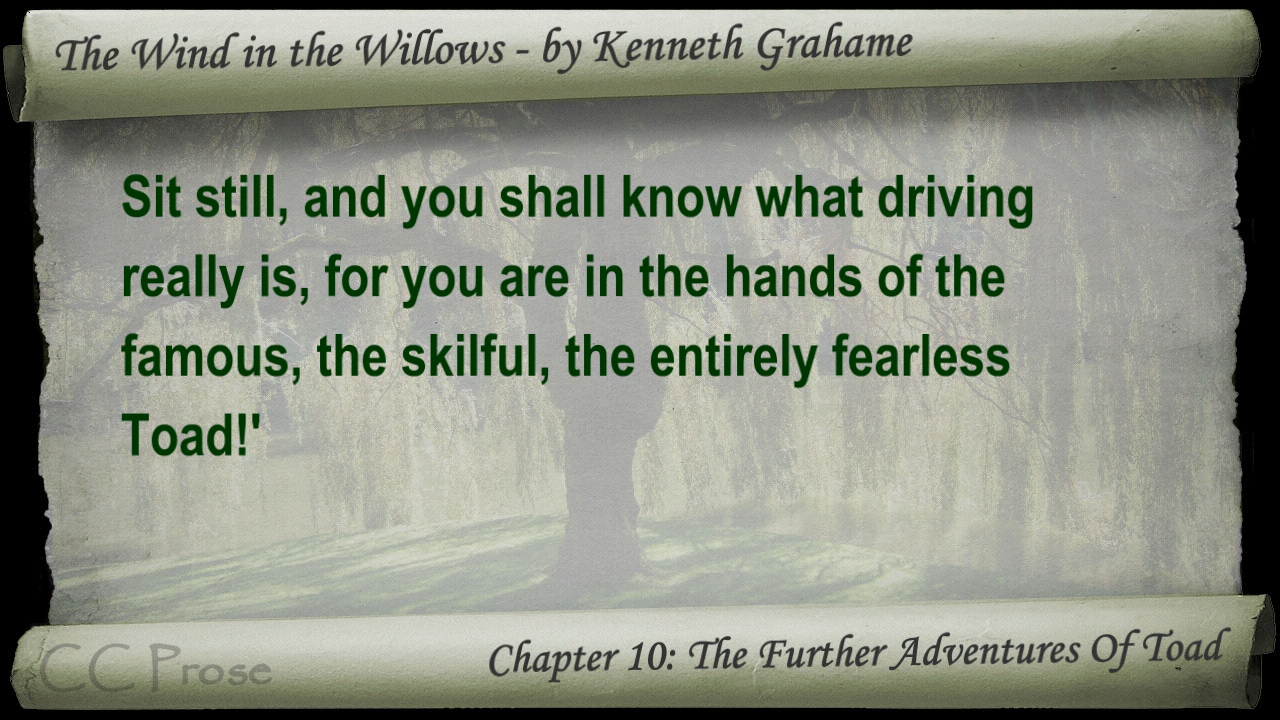 The Wind in the Willows - by Kenneth Grahame
Sit still, and you shall know what driving
really is, for you are in the hands of the
famous, the skilful, the entirely fearless
Toad!'
CC Prose
Chapter 10: The Further Adventures Of Toad